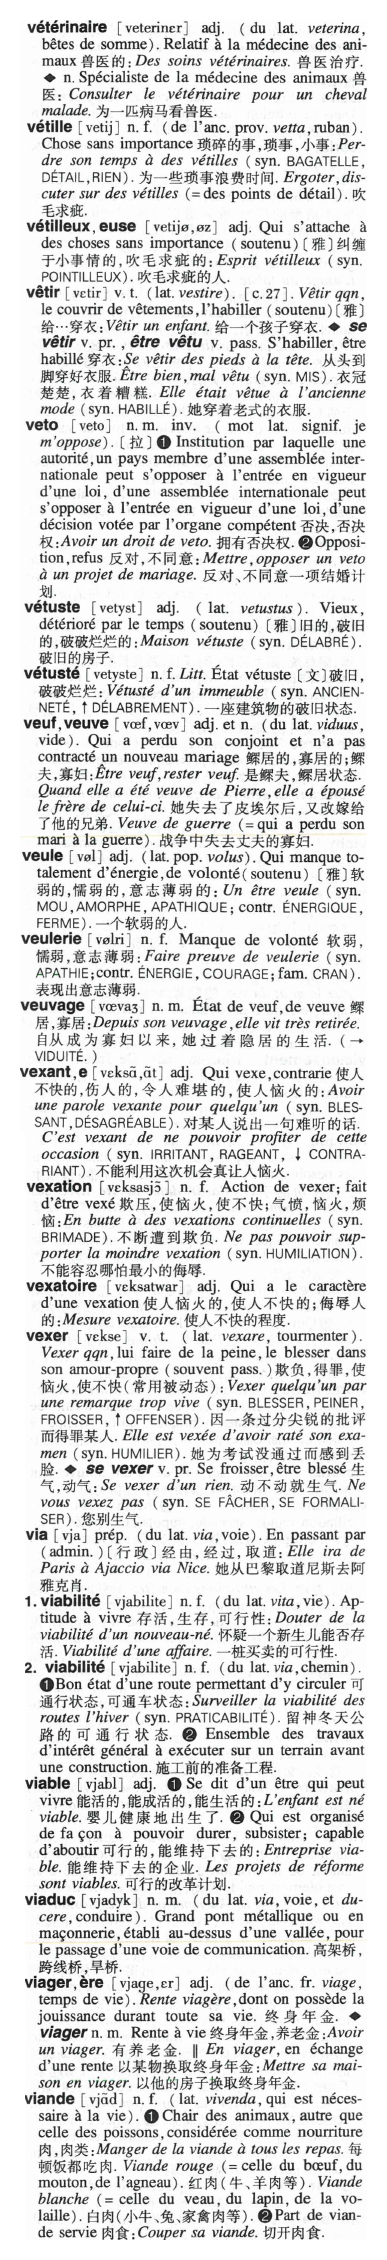 vétérinaire [veterinɛr] adj. (du lat. veterina,
bêtes de somme). Relatif à la médecine des ani-
maux 兽医的:Des soins vétérinaires. 兽医治疗.
◆ n. Spécialiste de la médecine des animaux 兽
医: Consulter le vétérinaire pour un cheval
malade. 为一匹病马看兽医.
vétille [vetij] n. f. (de l'anc. prov. vetta,ruban).
Chose sans importance 琐碎的事,琐事,小事:Per-
dre son temps à des vétilles (syn. BAGATELLE,
DÉTAIL,RIEN). 为一些琐事浪费时间. Ergoter,dis-
cuter sur des vétilles (=des points de détail). 吹
毛求疵.
vétilleux,euse [vetijø,øz] adj. Qui s'attache à
des choses sans importance (soutenu)〔雅〕纠缠
于小事情的,吹毛求疵的: Esprit vétilleux (syn.
POINTILLEUX). 吹毛求疵的人.
vêtir [vɛtir] v. t. (lat. vestire). [c.27]. Vêtir qqn,
le couvrir de vêtements,l'habiller (soutenu)〔雅〕
给…穿衣:Vêtir un enfant. 给一个孩子穿衣. ◆ se
vêtir v. pr., être vêtu v. pass. S'habiller,être
habillé 穿衣:Se vêtir des pieds à la tête. 从头到
脚穿好衣服. Être bien,mal vêtu (syn. MIS). 衣冠
楚楚,衣着糟糕. Elle était vêtue à l'ancienne
mode (syn. HABILLÉ). 她穿着老式的衣服.
veto [veto] n. m. inv. (mot lat. signif. je
m'oppose).〔拉〕❶ Institution par laquelle une
autorité,un pays membre d'une assemblée inter-
nationale peut s'opposer à l'entrée en vigueur
d'une loi, d'une assemblée internationale peut
s'opposer à l'entrée en vigueur d'une loi, d'une
décision votée par l'organe compétent 否决,否决
权:Avoir un droit de veto. 拥有否决权. ❷Opposi-
tion,refus 反对,不同意:Mettre,opposer un veto
à un projet de mariage. 反对、不同意一项结婚计
划.
vétuste [vetyst] adj. (lat. vetustus). Vieux,
détérioré par le temps (soutenu)〔雅〕旧的,破旧
的,破破烂烂的:Maison vétuste (syn. DÉLABRÉ).
破旧的房子.
vétusté [vetyste] n. f. Litt. État vétuste〔文〕破旧,
破破烂烂: Vétusté d'un immeuble (syn. ANCIEN-
NETÉ,↑DÉLABREMENT). 一座建筑物的破旧状态.
veuf,veuve [vœf,vœv] adj. et n. (du lat. viduus,
vide). Qui a perdu son conjoint et n'a pas
contracté un nouveau mariage 鳏居的,寡居的;鳏
夫,寡妇:Être veuf,rester veuf. 是鳏夫,鳏居状态.
Quand elle a été veuve de Pierre,elle a épousé
le frère de celui-ci. 她失去了皮埃尔后,又改嫁给
了他的兄弟. Veuve de guerre (=qui a perdu son
mari à la guerre). 战争中失去丈夫的寡妇.
veule [vøl] adj. (lat. pop. volus). Qui manque to-
talement d'énergie,de volonté(soutenu)〔雅〕软
弱的,懦弱的,意志薄弱的: Un être veule (syn.
MOU,AMORPHE,APATHIQUE; contr. ÉNERGIQUE,
FERME). 一个软弱的人.
veulerie [vølri] n. f. Manque de volonté 软弱,
懦弱,意志薄弱: Faire preuve de veulerie (syn.
APATHIE;contr. ÉNERGIE,COURAGE;fam. CRAN).
表现出意志薄弱.
veuvage [vœvaʒ] n. m. État de veuf,de veuve 鳏
居,寡居:Depuis son veuvage,elle vit très retirée.
自从成为寡妇以来,她过着隐居的生活. (→
VIDUITÉ.)
vexant,e [vɛksɑ̃,ɑ̃t] adj. Qui vexe,contrarie 使人
不快的,伤人的,令人难堪的,使人恼火的: Avoir
une parole vexante pour quelqu'un (syn. BLES-
SANT,DÉSAGRÉABLE). 对某人说出一句难听的话.
C'est vexant de ne pouvoir profiter de cette
occasion (syn. IRRITANT, RAGEANT, ↓ CONTRA-
RIANT). 不能利用这次机会真让人恼火.
vexation [vɛksasjɔ̃] n. f. Action de vexer; fait
d'être vexé 欺压,使恼火,使不快;气愤,恼火,烦
恼:En butte à des vexations continuelles (syn.
BRIMADE). 不断遭到欺负. Ne pas pouvoir sup-
porter la moindre vexation (syn. HUMILIATION).
不能容忍哪怕最小的侮辱.
vexatoire [vɛksatwar] adj. Qui a le caractère
d'une vexation 使人恼火的,使人不快的;侮辱人
的:Mesure vexatoire. 使人不快的程度.
vexer [vɛkse] v. t. (lat. vexare, tourmenter).
Vexer qqn,lui faire de la peine,le blesser dans
son amour-propre (souvent pass.)欺负,得罪,使
恼火,使不快(常用被动态): Vexer quelqu'un par
une remarque trop vive (syn. BLESSER, PEINER,
FROISSER,↑OFFENSER). 因一条过分尖锐的批评
而得罪某人. Elle est vexée d'avoir raté son exa-
men (syn. HUMILIER). 她为考试没通过而感到丢
脸. ◆ se vexer v. pr. Se froisser,être blessé 生
气,动气: Se vexer d'un rien. 动不动就生气. Ne
vous vexez pas (syn. SE FÂCHER,SE FORMALI-
SER). 您别生气.
via [vja] prép. (du lat. via,voie). En passant par
(admin.)〔行政〕经由,经过,取道: Elle ira de
Paris à Ajaccio via Nice. 她从巴黎取道尼斯去阿
雅克肖.
1. viabilité [vjabilite] n. f. (du lat. vita,vie). Ap-
titude à vivre 存活,生存,可行性: Douter de la
viabilité d'un nouveau-né. 怀疑一个新生儿能否存
活. Viabilité d'une affaire. 一桩买卖的可行性.
2. viabilité [vjabilite] n. f. (du lat. via,chemin).
❶Bon état d'une route permettant d'y circuler 可
通行状态,可通车状态:Surveiller la viabilité des
routes l'hiver (syn. PRATICABILITÉ). 留神冬天公
路的可通行状态. ❷ Ensemble des travaux
d'intérêt général à exécuter sur un terrain avant
une construction. 施工前的准备工程.
viable [vjabl] adj. ❶ Se dit d'un être qui peut
vivre 能活的,能成活的,能生活的:L'enfant est né
viable. 婴儿健康地出生了. ❷ Qui est organisé
de façon à pouvoir durer, subsister; capable
d'aboutir 可行的,能维持下去的: Entreprise via-
ble. 能维持下去的企业. Les projets de réforme
sont viables. 可行的改革计划.
viaduc [vjadyk] n. m. (du lat. via,voie,et du-
cere,conduire). Grand pont métallique ou en
maçonnerie,établi au-dessus d'une vallée,pour
le passage d'une voie de communication. 高架桥,
跨线桥,旱桥.
viager,ère [vjaʒe,ɛr] adj. (de l'anc. fr. viage,
temps de vie). Rente viagère,dont on possède la
jouissance durant toute sa vie. 终身年金. ◆
viager n. m. Rente à vie 终身年金,养老金:Avoir
un viager. 有养老金. ‖ En viager,en échange
d'une rente 以某物换取终身年金:Mettre sa mai-
son en viager. 以他的房子换取终身年金.
viande [vjɑ̃d] n. f. (lat. vivenda,qui est néces-
saire à la vie). ❶ Chair des animaux,autre que
celle des poissons,considérée comme nourriture
肉,肉类:Manger de la viande à tous les repas. 每
顿饭都吃肉. Viande rouge (=celle du bœuf,du
mouton,de l'agneau). 红肉(牛、羊肉等). Viande
blanche (=celle du veau, du lapin, de la vo-
laille). 白肉(小牛、兔、家禽肉等). ❷Part de vian-
de servie 肉食:Couper sa viande. 切开肉食.